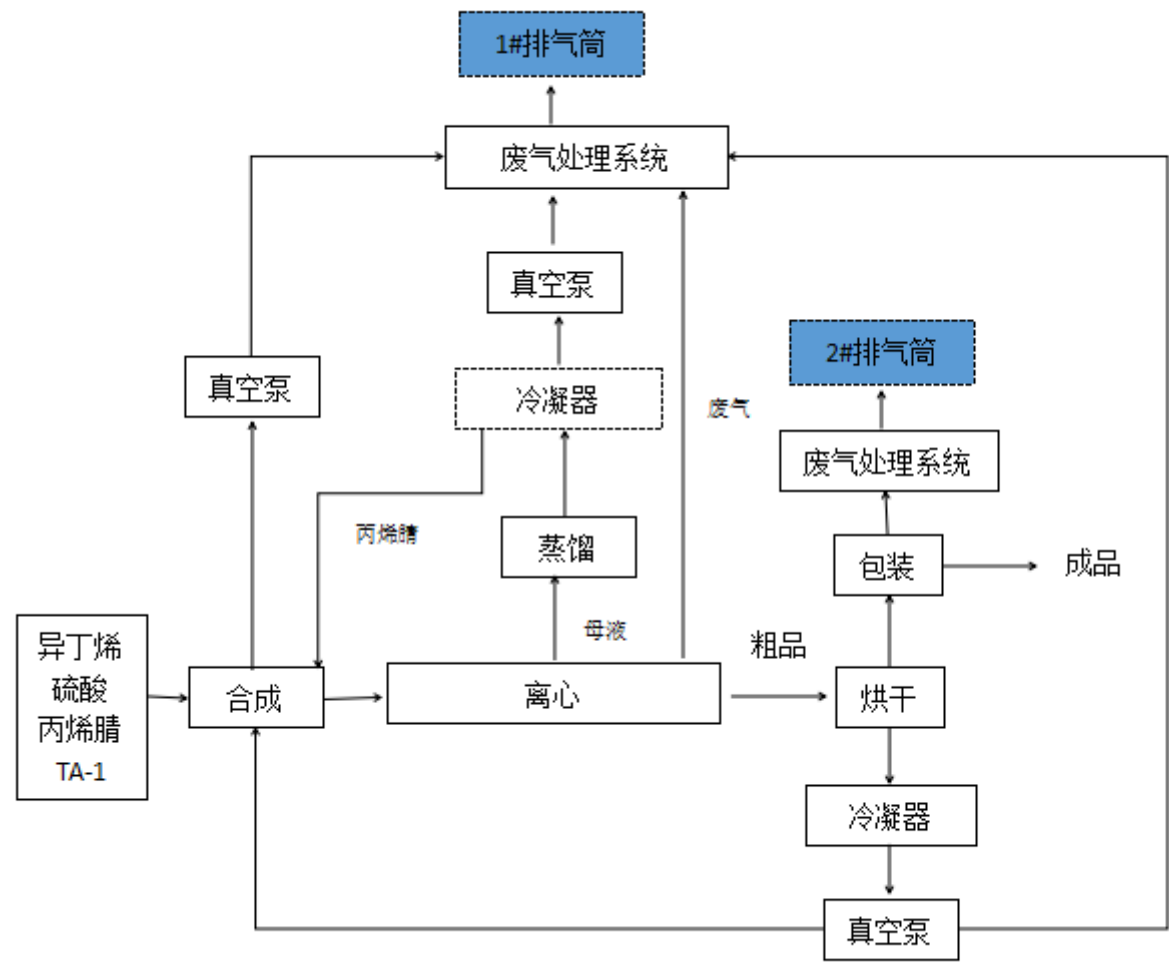 1#排气筒
废气处理系统
真空泵
2#排气筒
真空泵
冷凝器
废气
废气处理系统
丙烯腈
蒸馏
包装
成品
异丁烯
硫酸
丙烯腈
TA-1
母液
粗品
合成
离心
烘干
冷凝器
真空泵